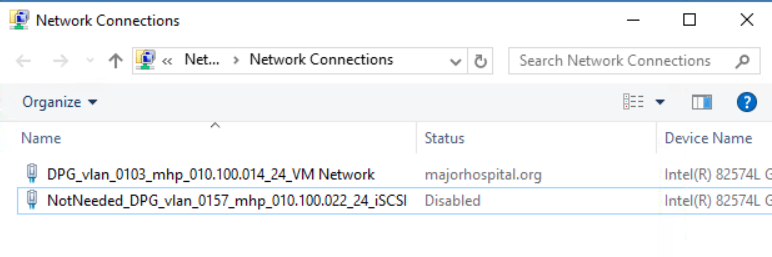 Network Connections
« Net... > Network Connections
Search Network Connections
Organize
?
Name Status Device Name
DPG_vlan_0103_mhp_010.100.014_24_VM Network majorhospital.org Intel(R) 82574L G
NotNeeded_DPG_vlan_0157_mhp_010.100.022_24_iSCSI Disabled Intel(R) 82574L G